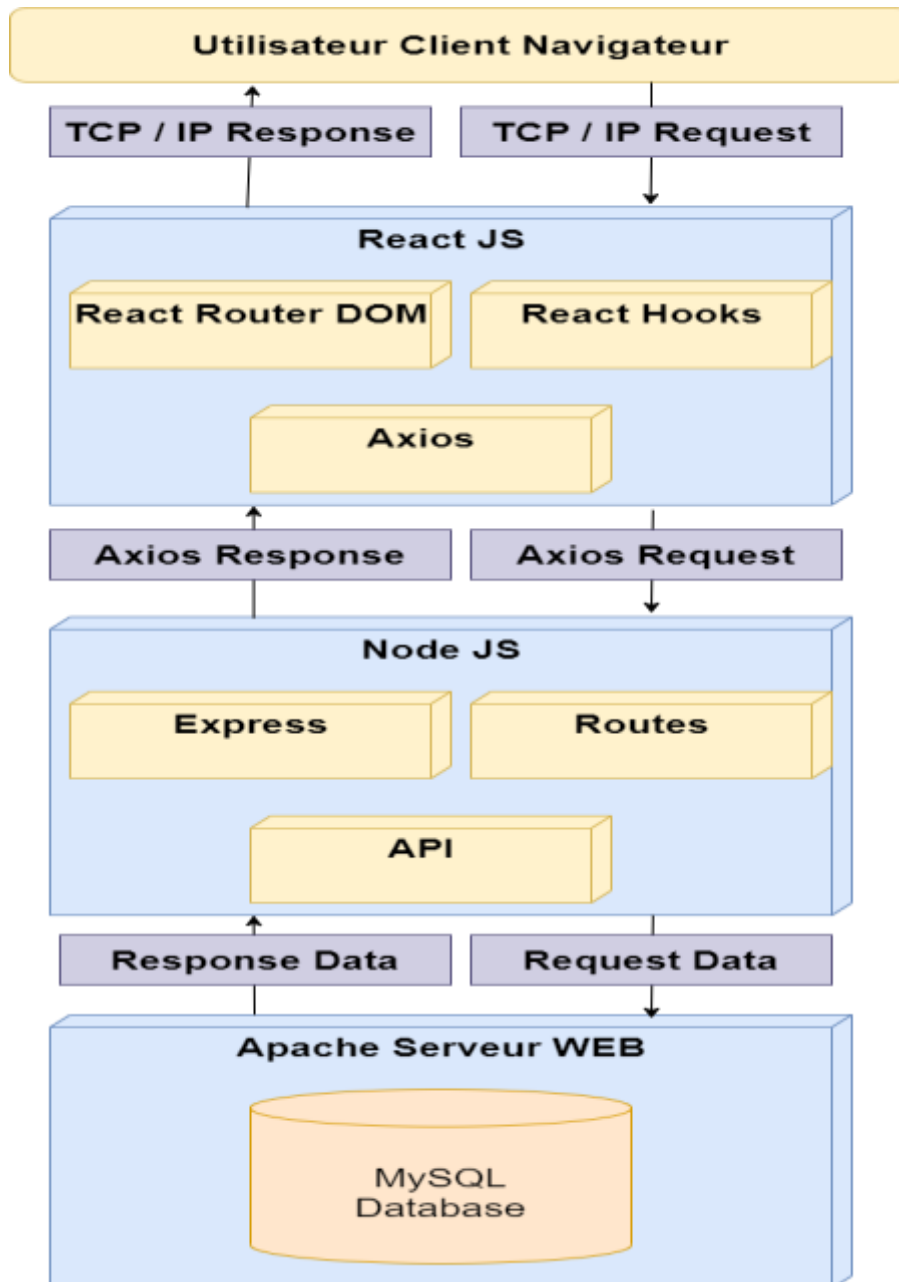 Utilisateur Client Navigateur
TCP / IP Response
TCP / IP Request
React JS
React Router DOM
React Hooks
Axios
Axios Response
Axios Request
Node JS
Express
Routes
API
Response Data
Request Data
Apache Serveur WEB
MySQL
Database